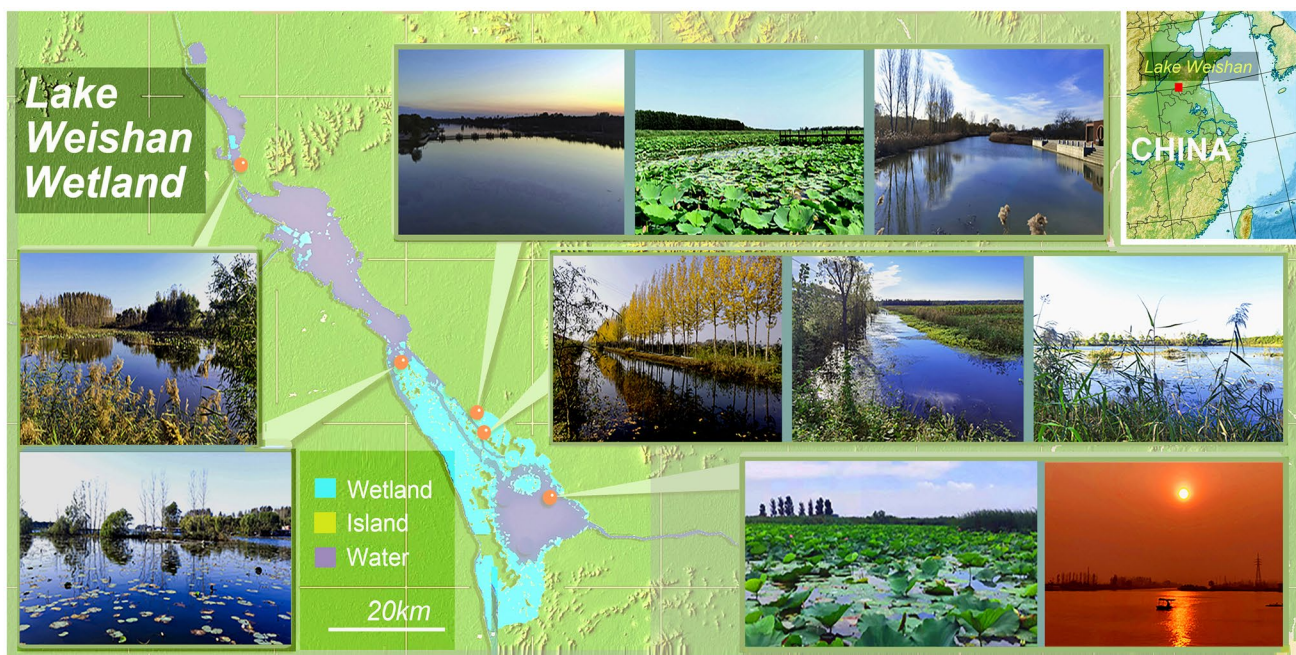 Lake
Weishan
Wetland
Lake Weishan
CHINA
Wetland
Island
Water
20km